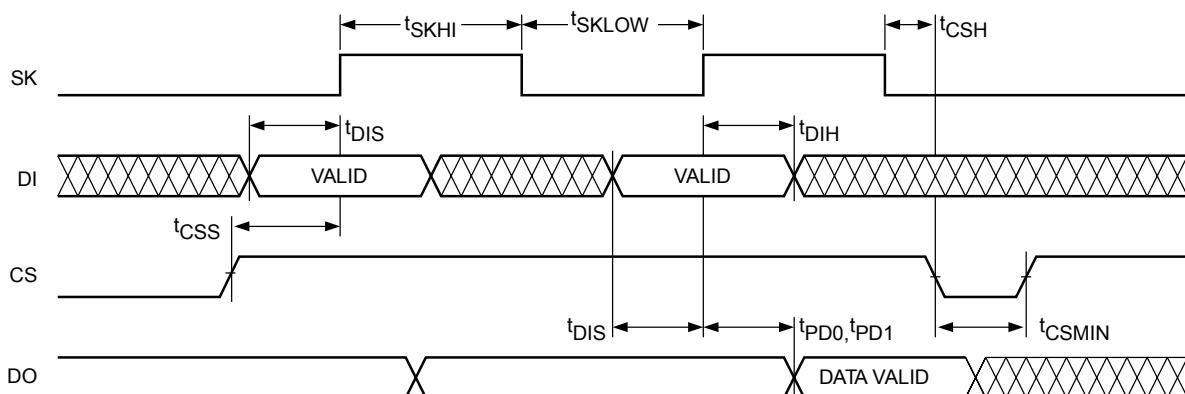 tSKHI
tSKLOW
tCSH
SK
tDIS
tDIH
DI
VALID
VALID
tCSS
CS
tDIS
tPD0,tPD1
tCSMIN
DO
DATA VALID